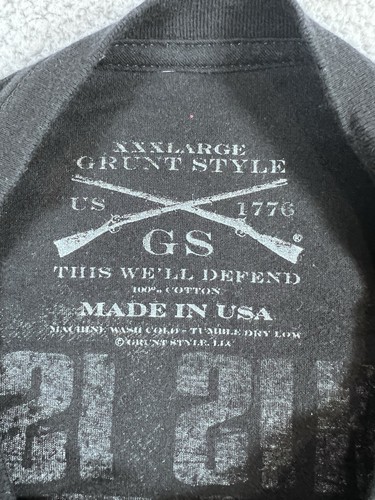 XXXLARGE
GRUNT STYLE
US 1776
GS ®
THIS WE'LL DEFEND
100% COTTON
MADE IN USA
MACHINE WASH COLD - TUMBLE DRY LOW
© GRUNT STYLE, LLC